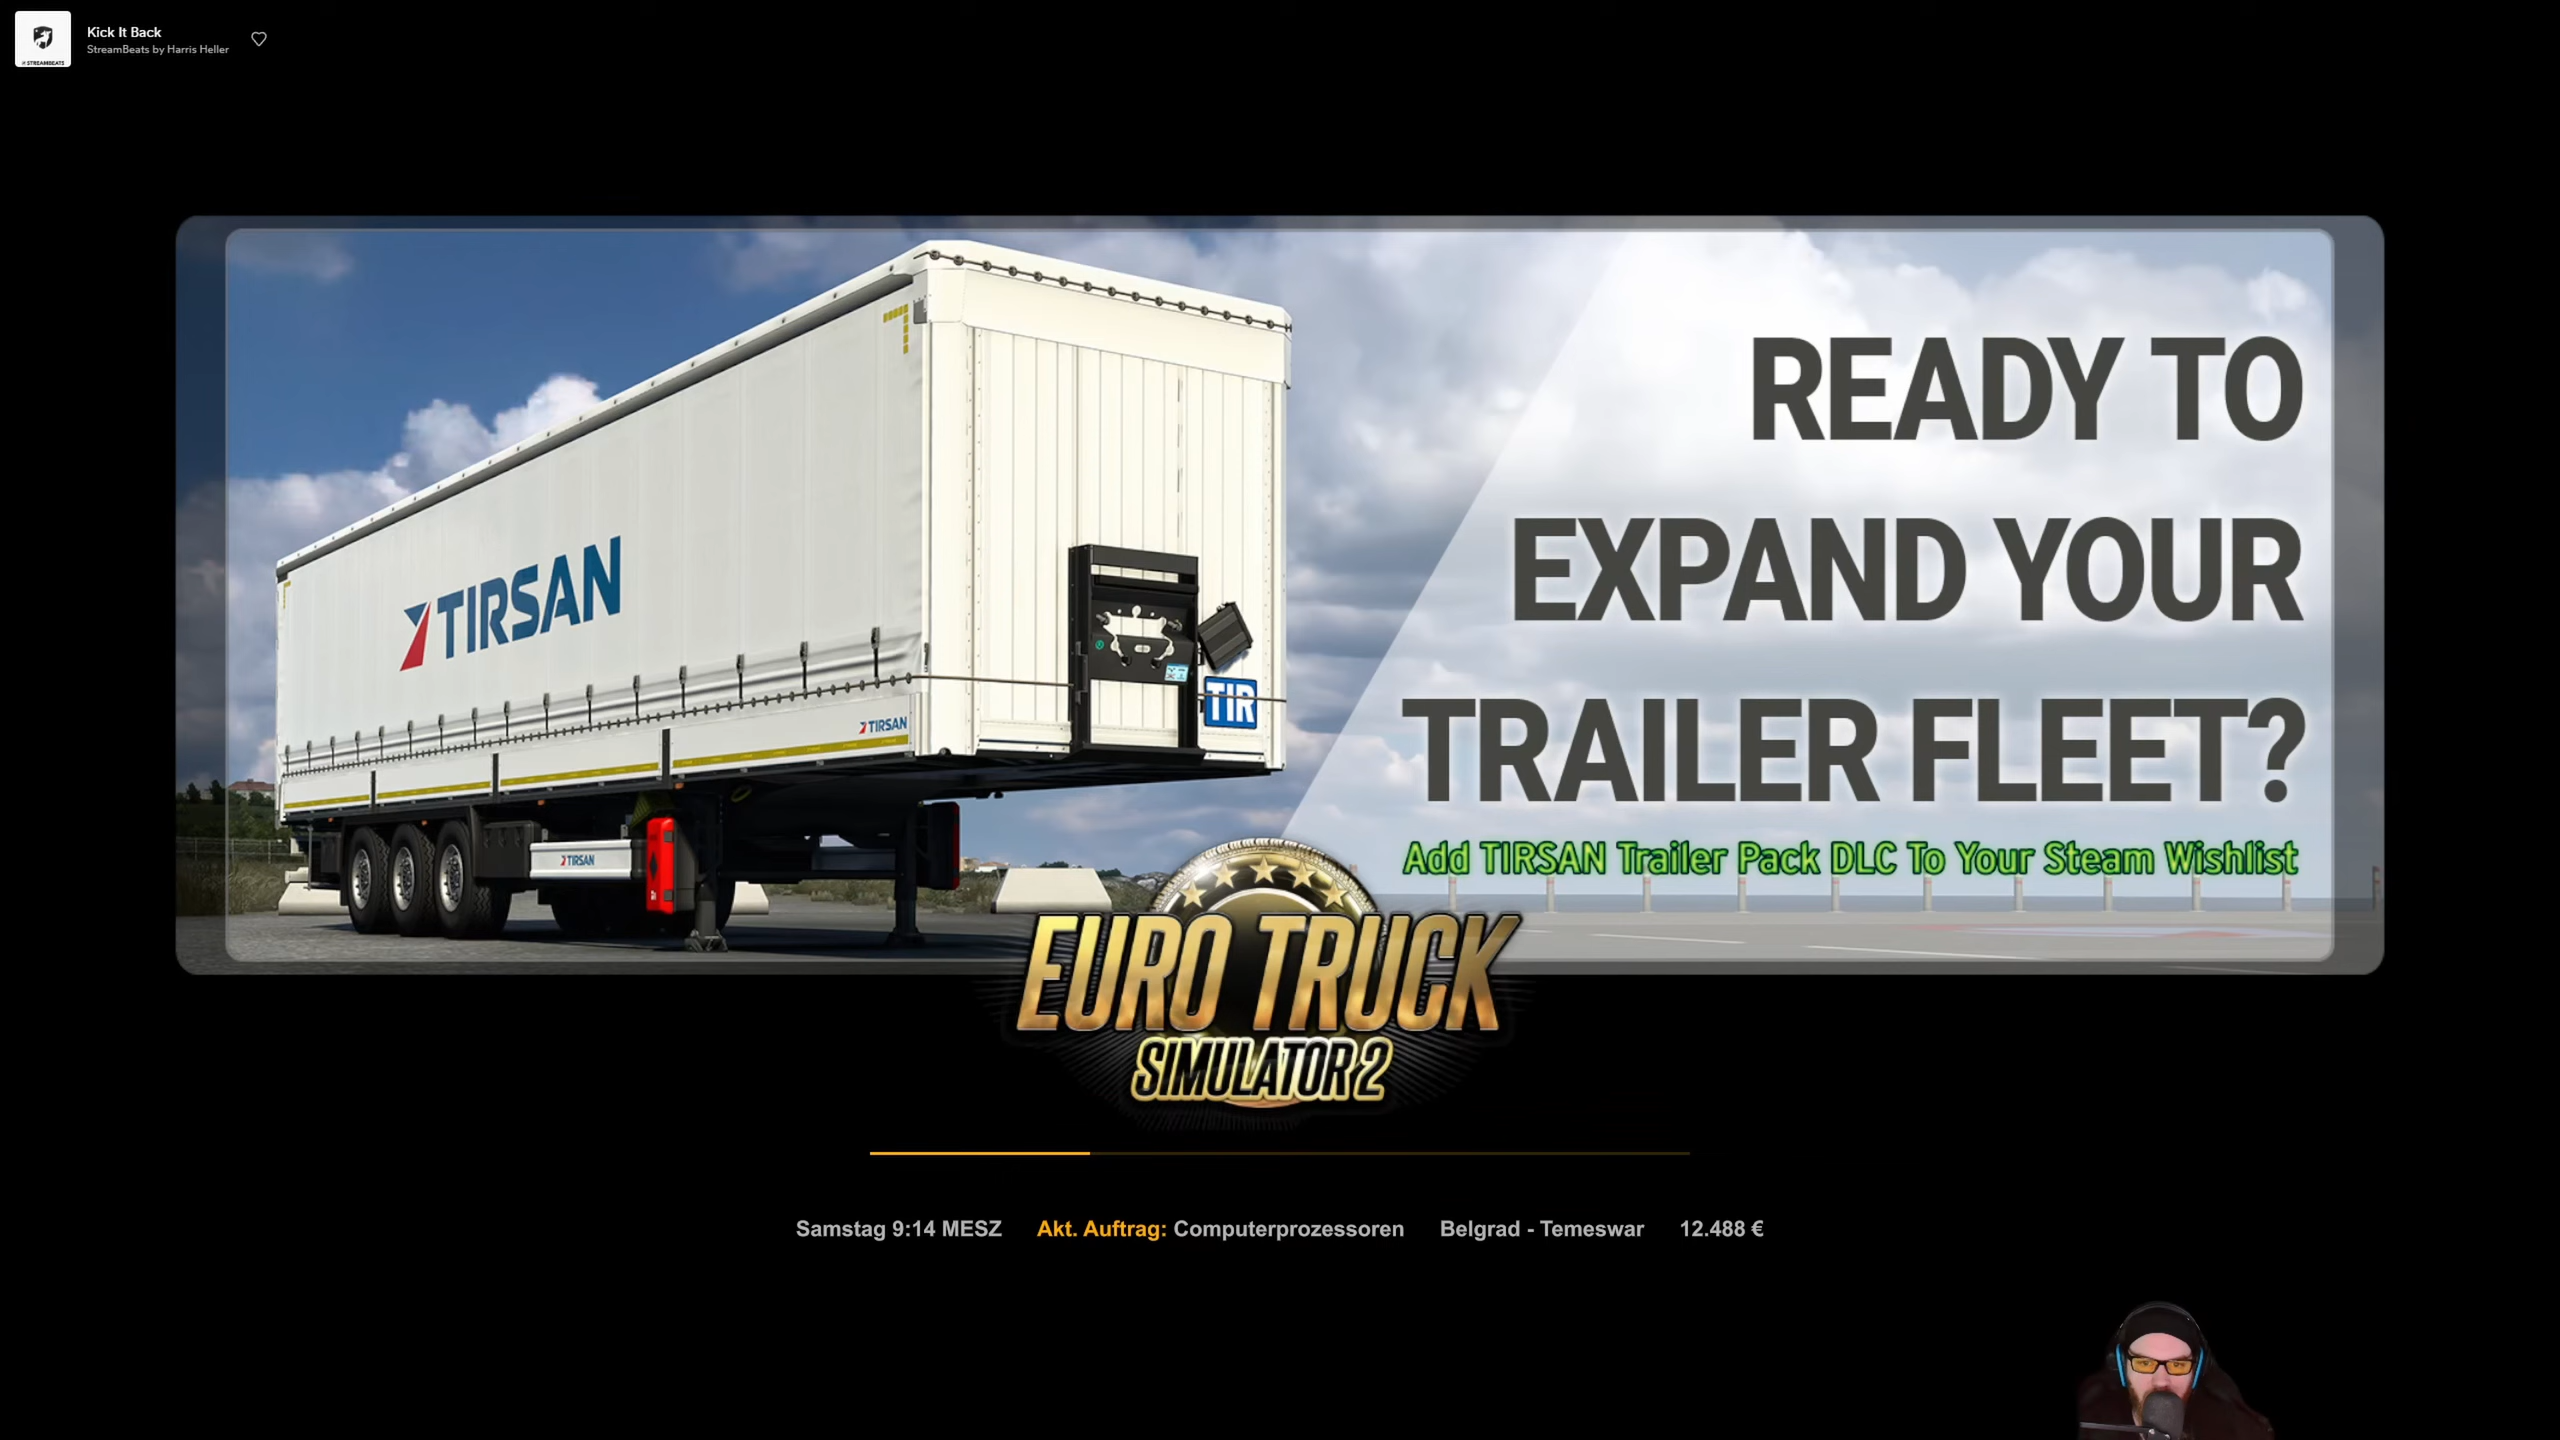 Kick It Back
StreamBeats by Harris Heller
STREAMBEATS
READY TO
EXPAND YOUR
TRAILER FLEET?
Add TIRSAN Trailer Pack DLC To Your Steam Wishlist
TIRSAN
TIR
TIRSAN
TIRSAN
EURO TRUCK
SIMULATOR 2
Samstag 9:14 MESZ Akt. Auftrag: Computerprozessoren Belgrad - Temeswar 12.488 €